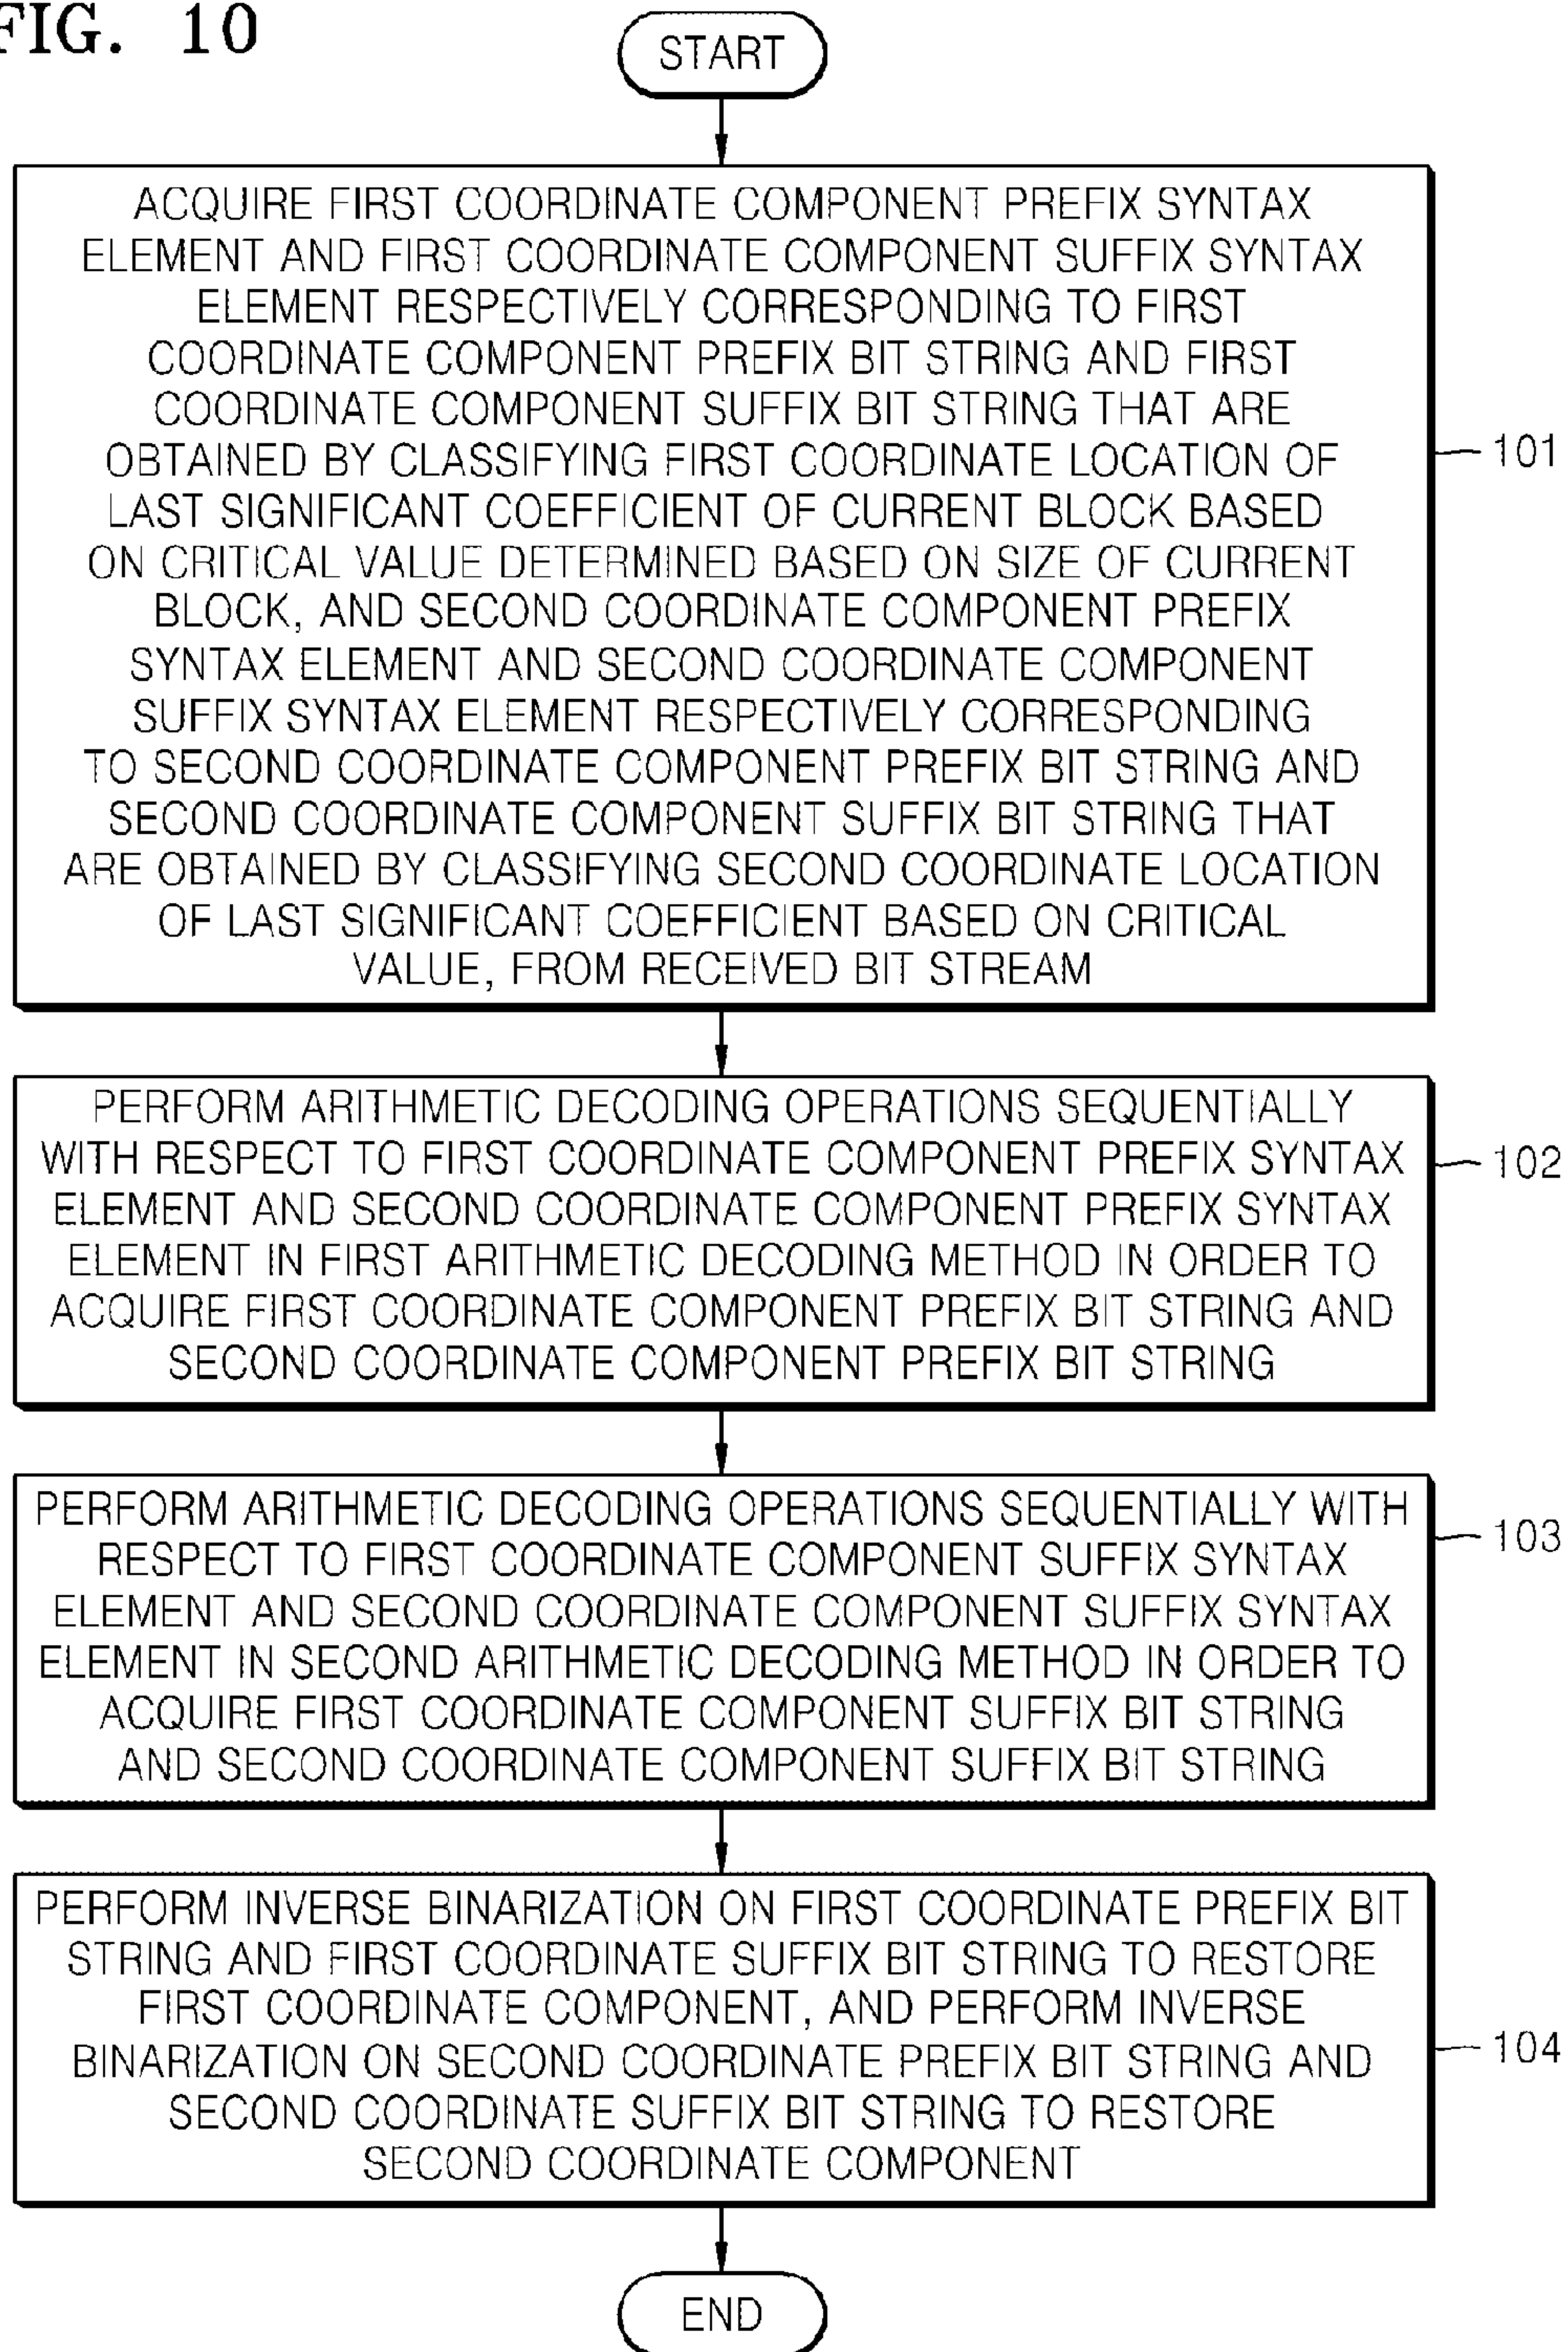 FIG. 10
START
ACQUIRE FIRST COORDINATE COMPONENT PREFIX SYNTAX
ELEMENT AND FIRST COORDINATE COMPONENT SUFFIX SYNTAX
ELEMENT RESPECTIVELY CORRESPONDING TO FIRST
COORDINATE COMPONENT PREFIX BIT STRING AND FIRST
COORDINATE COMPONENT SUFFIX BIT STRING THAT ARE
OBTAINED BY CLASSIFYING FIRST COORDINATE LOCATION OF
LAST SIGNIFICANT COEFFICIENT OF CURRENT BLOCK BASED
ON CRITICAL VALUE DETERMINED BASED ON SIZE OF CURRENT
BLOCK, AND SECOND COORDINATE COMPONENT PREFIX
SYNTAX ELEMENT AND SECOND COORDINATE COMPONENT
SUFFIX SYNTAX ELEMENT RESPECTIVELY CORRESPONDING
TO SECOND COORDINATE COMPONENT PREFIX BIT STRING AND
SECOND COORDINATE COMPONENT SUFFIX BIT STRING THAT
ARE OBTAINED BY CLASSIFYING SECOND COORDINATE LOCATION
OF LAST SIGNIFICANT COEFFICIENT BASED ON CRITICAL
VALUE, FROM RECEIVED BIT STREAM
101
PERFORM ARITHMETIC DECODING OPERATIONS SEQUENTIALLY
WITH RESPECT TO FIRST COORDINATE COMPONENT PREFIX SYNTAX
ELEMENT AND SECOND COORDINATE COMPONENT PREFIX SYNTAX
ELEMENT IN FIRST ARITHMETIC DECODING METHOD IN ORDER TO
ACQUIRE FIRST COORDINATE COMPONENT PREFIX BIT STRING AND
SECOND COORDINATE COMPONENT PREFIX BIT STRING
102
PERFORM ARITHMETIC DECODING OPERATIONS SEQUENTIALLY WITH
RESPECT TO FIRST COORDINATE COMPONENT SUFFIX SYNTAX
ELEMENT AND SECOND COORDINATE COMPONENT SUFFIX SYNTAX
ELEMENT IN SECOND ARITHMETIC DECODING METHOD IN ORDER TO
ACQUIRE FIRST COORDINATE COMPONENT SUFFIX BIT STRING
AND SECOND COORDINATE COMPONENT SUFFIX BIT STRING
103
PERFORM INVERSE BINARIZATION ON FIRST COORDINATE PREFIX BIT
STRING AND FIRST COORDINATE SUFFIX BIT STRING TO RESTORE
FIRST COORDINATE COMPONENT, AND PERFORM INVERSE
BINARIZATION ON SECOND COORDINATE PREFIX BIT STRING AND
SECOND COORDINATE SUFFIX BIT STRING TO RESTORE
SECOND COORDINATE COMPONENT
104
END